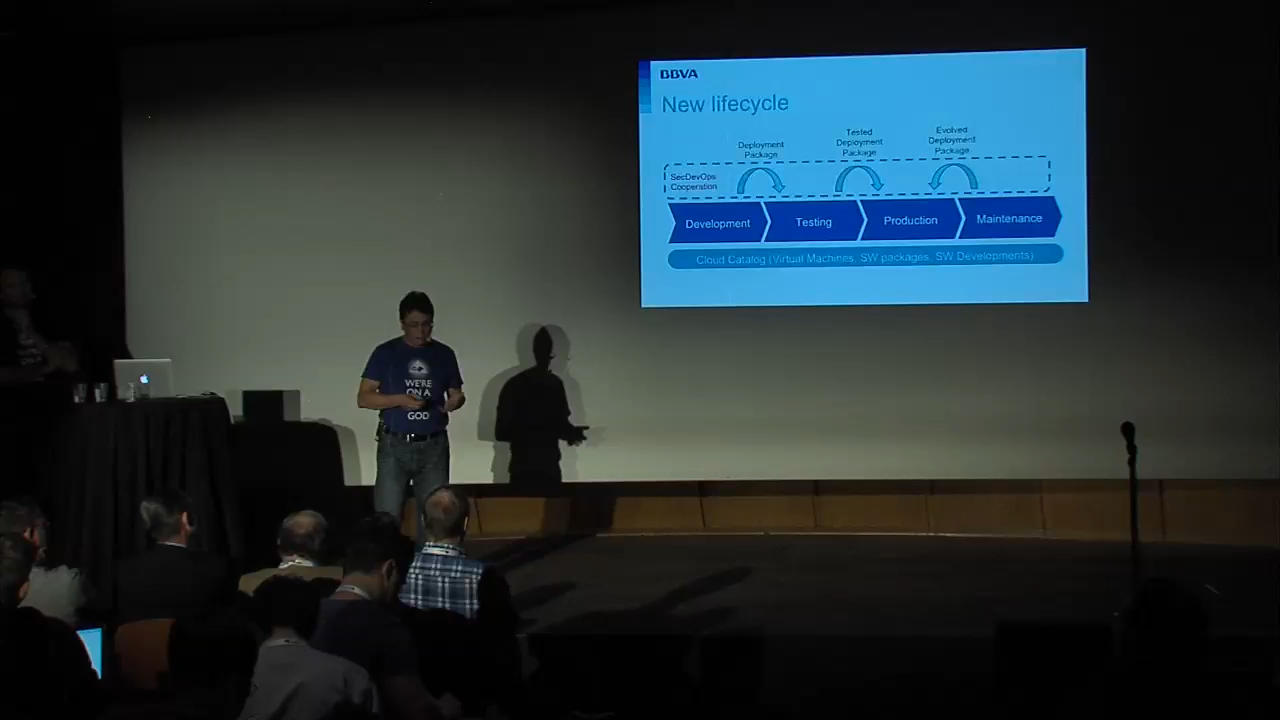 BBVA
New lifecycle
Deployment
Package
Tested
Deployment
Package
Evolved
Deployment
Package
SecDevOps
Cooperation
Development
Testing
Production
Maintenance
Cloud Catalog (Virtual Machines, SW packages, SW Developments)
WE'RE
ON A
GOD